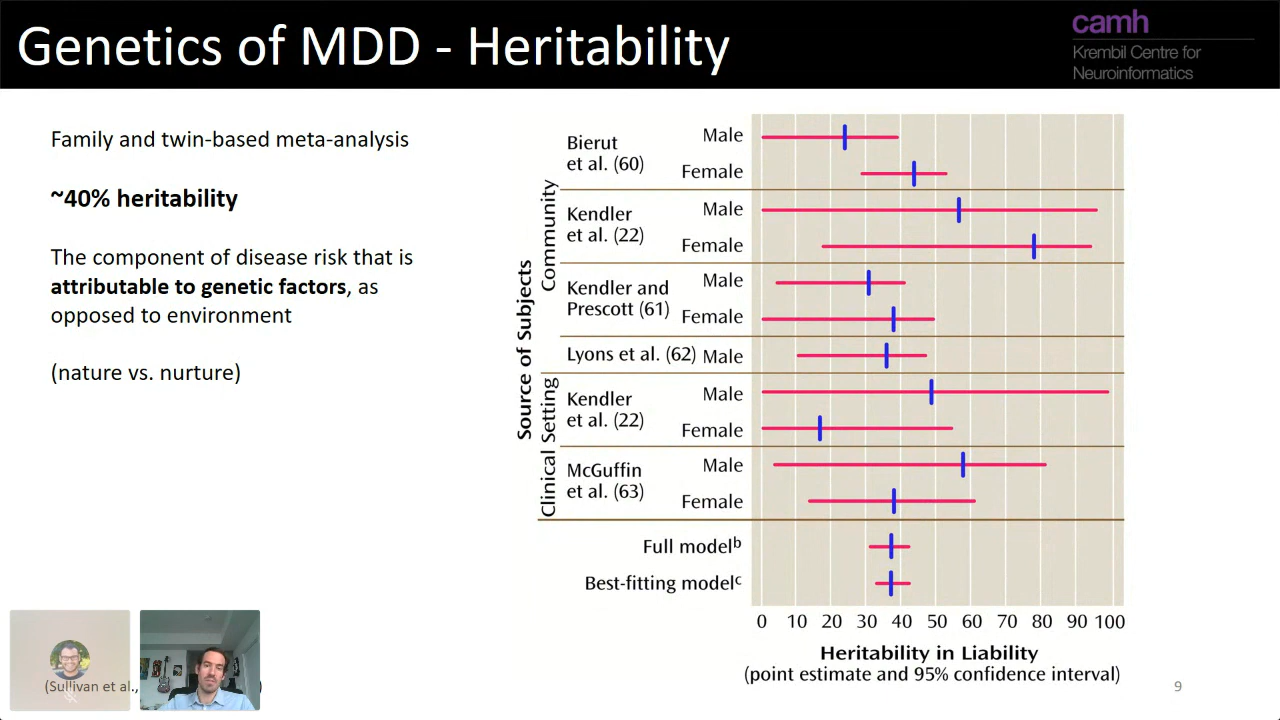 Genetics of MDD - Heritability
camh
Krembil Centre for
Neuroinformatics
Family and twin-based meta-analysis
~40% heritability
The component of disease risk that is
attributable to genetic factors, as
opposed to environment
(nature vs. nurture)
Source of Subjects
Community
Bierut
et al. (60)
Male
Female
Kendler
et al. (22)
Male
Female
Kendler and
Prescott (61)
Male
Female
Lyons et al. (62) Male
Clinical Setting
Kendler
et al. (22)
Male
Female
McGuffin
et al. (63)
Male
Female
Full modelb
Best-fitting modelc
0 10 20 30 40 50 60 70 80 90 100
Heritability in Liability
(point estimate and 95% confidence interval)
(Sullivan et al.,
)
9